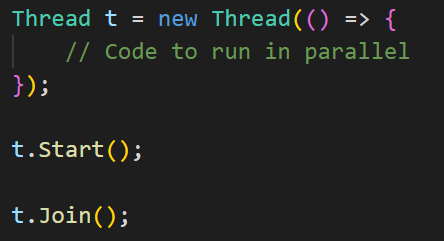 Thread t = new Thread(() => {
    // Code to run in parallel
});
t.Start();
t.Join();